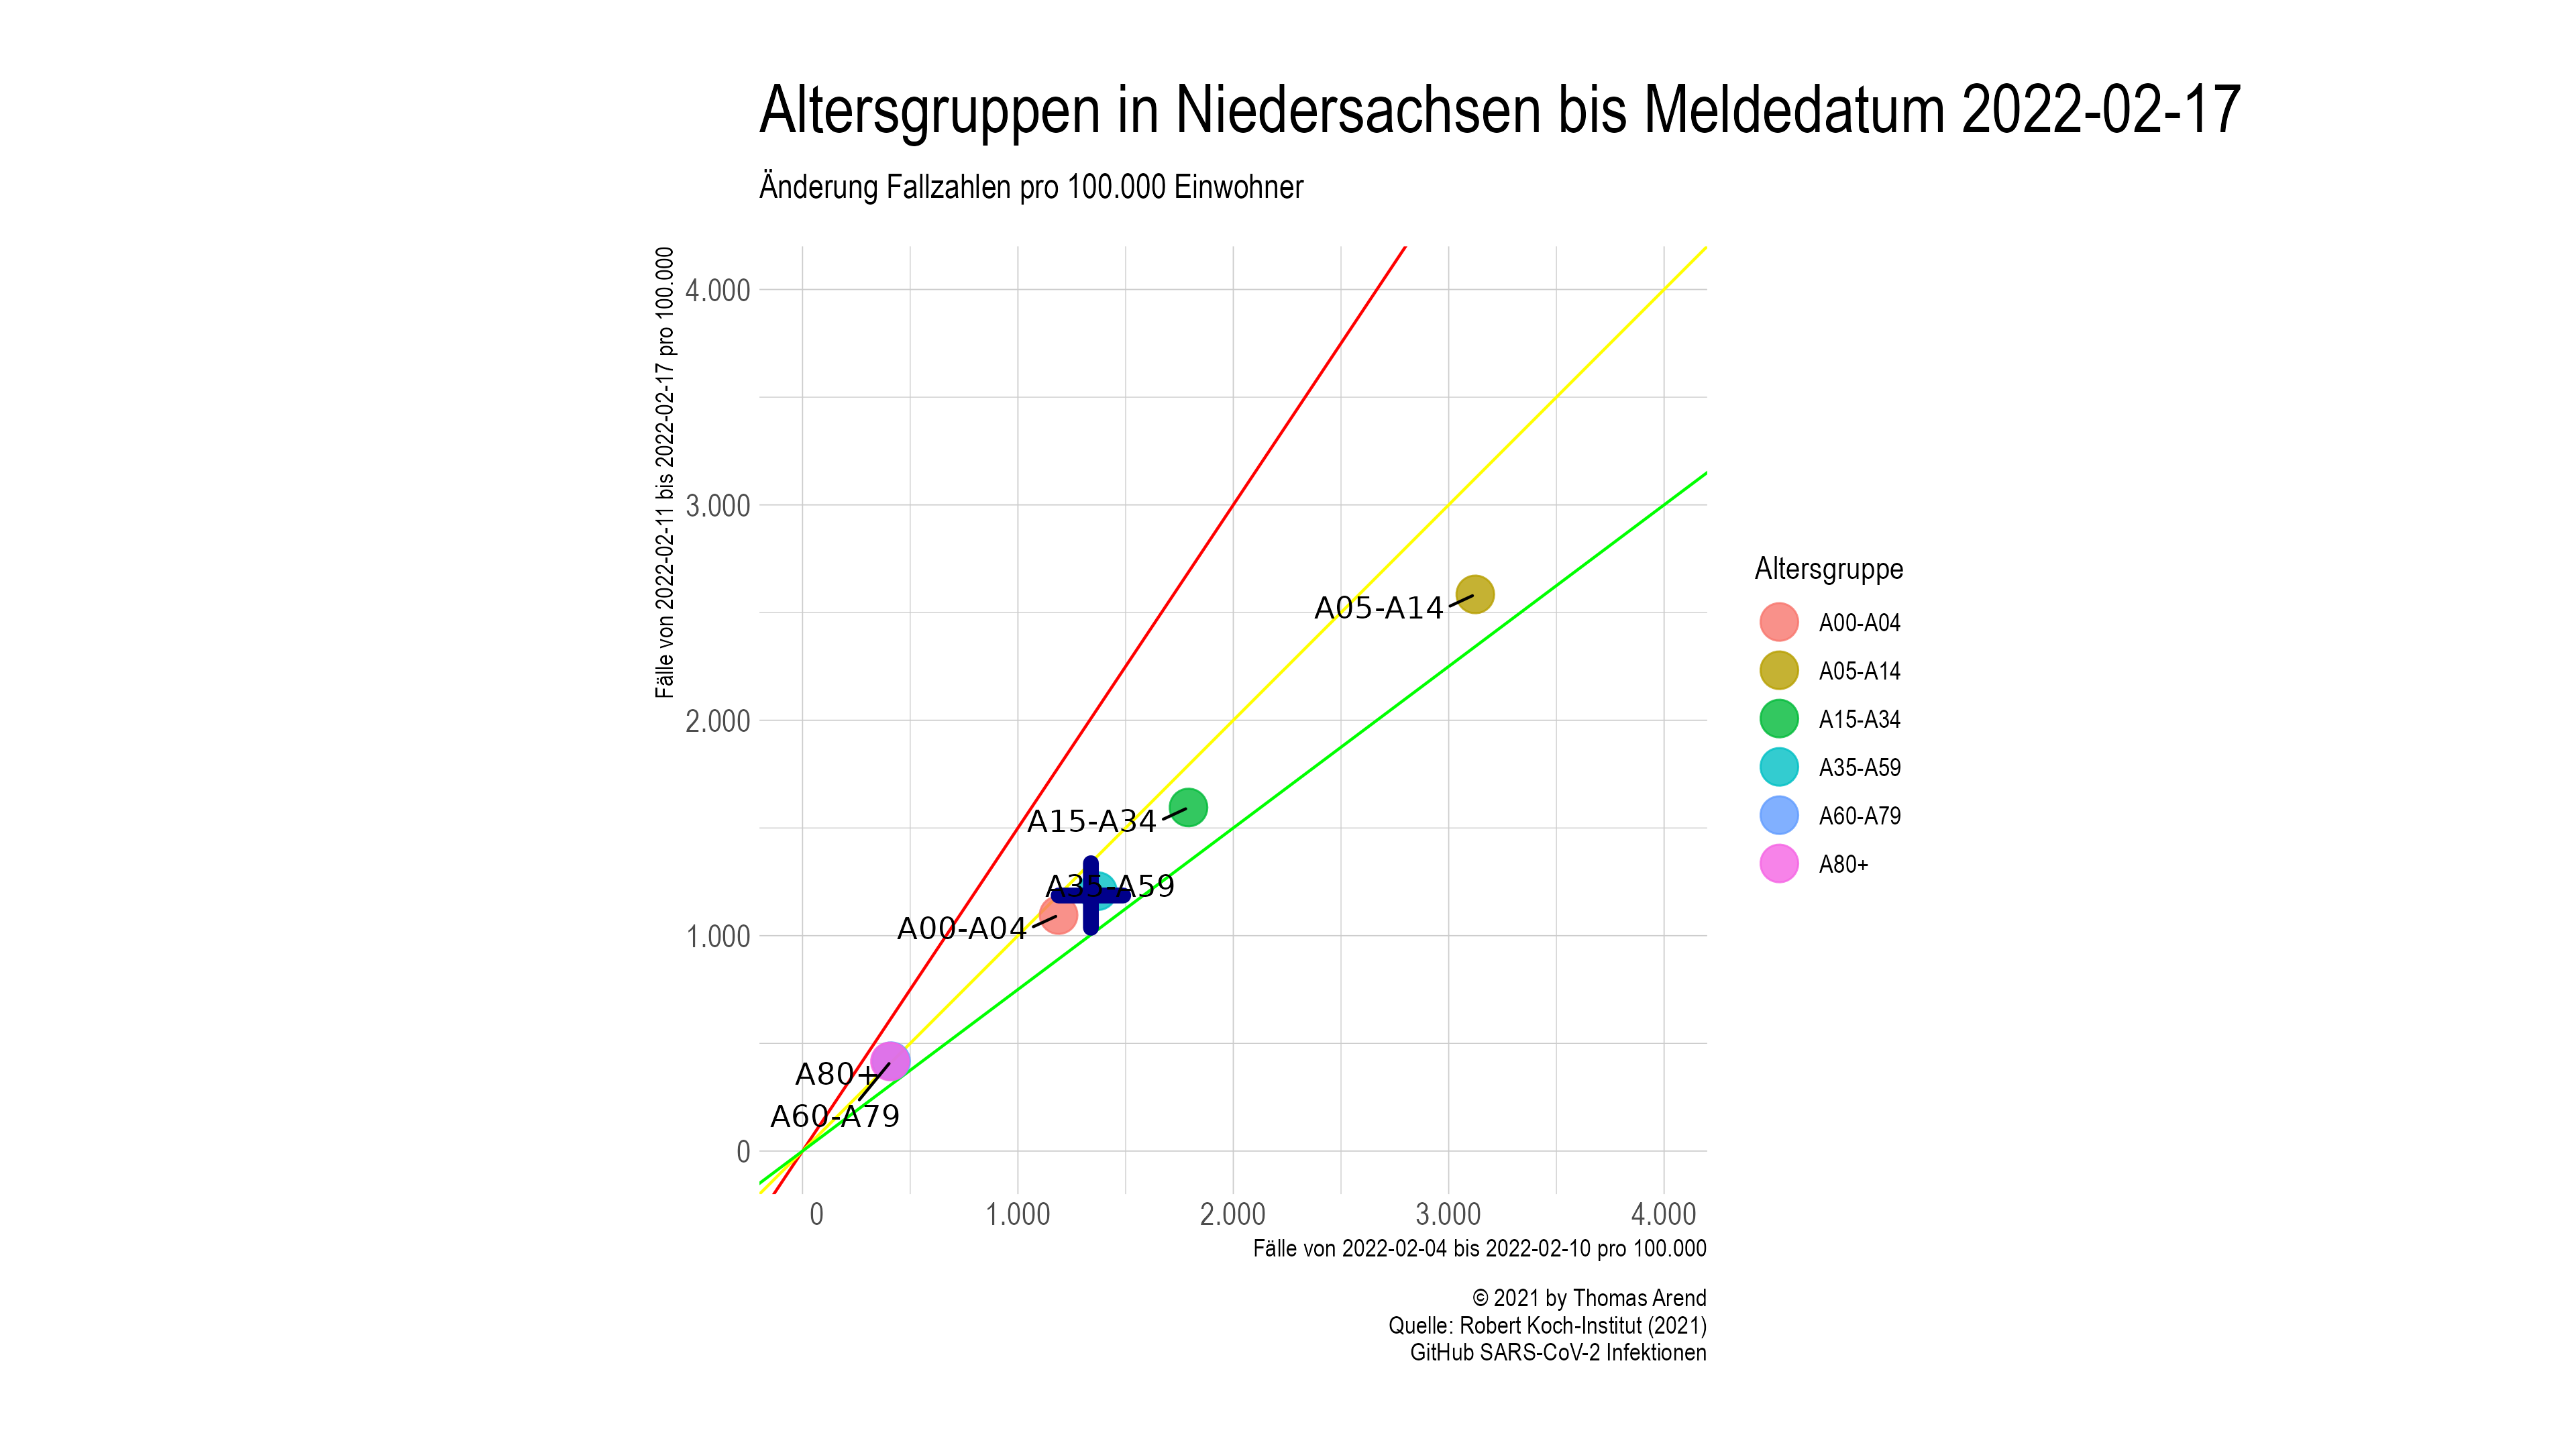 Altersgruppen in Niedersachsen bis Meldedatum 2022-02-17
Änderung Fallzahlen pro 100.000 Einwohner
Fälle von 2022-02-11 bis 2022-02-17 pro 100.000
4.000
3.000
2.000
1.000
0
A05-A14
A15-A34
A35-A59
A00-A04
A80+
A60-A79
0
1.000
2.000
3.000
4.000
Fälle von 2022-02-04 bis 2022-02-10 pro 100.000
Altersgruppe
A00-A04
A05-A14
A15-A34
A35-A59
A60-A79
A80+
© 2021 by Thomas Arend
Quelle: Robert Koch-Institut (2021)
GitHub SARS-CoV-2 Infektionen